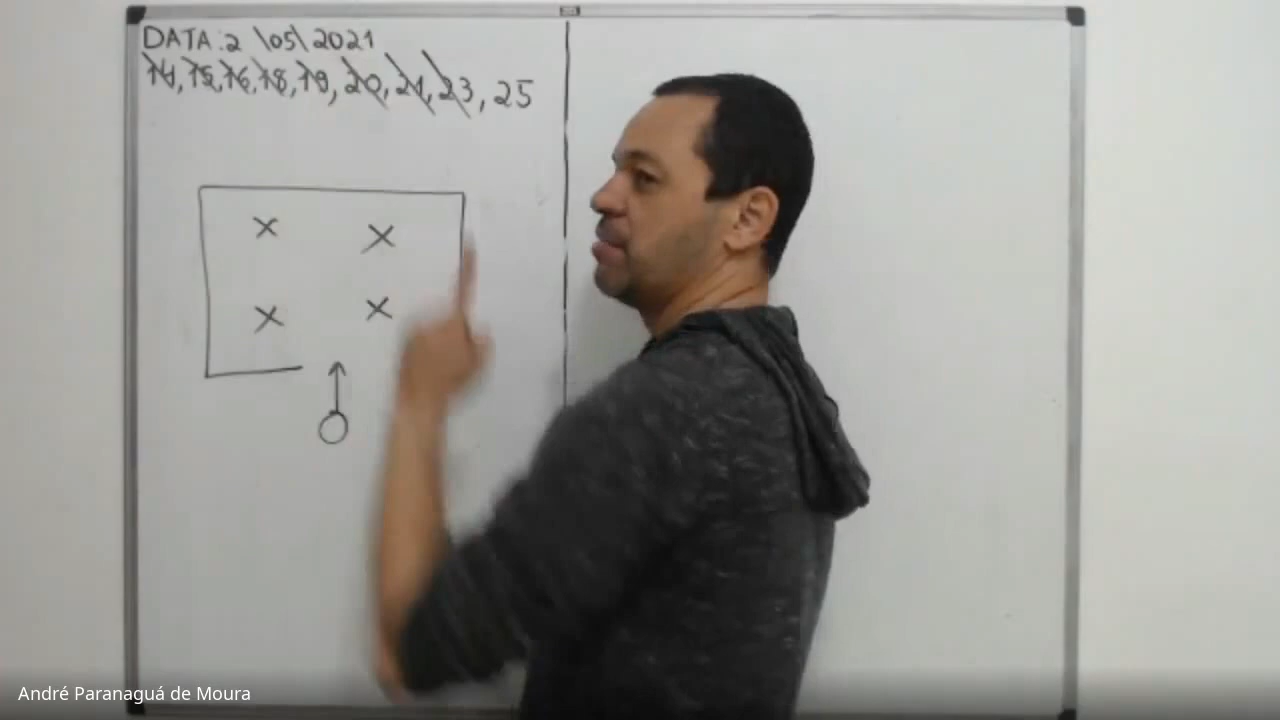 DATA: 2 \05\ 2021
14, 15, 16, 18, 19, 20, 21, 23, 25
André Paranaguá de Moura